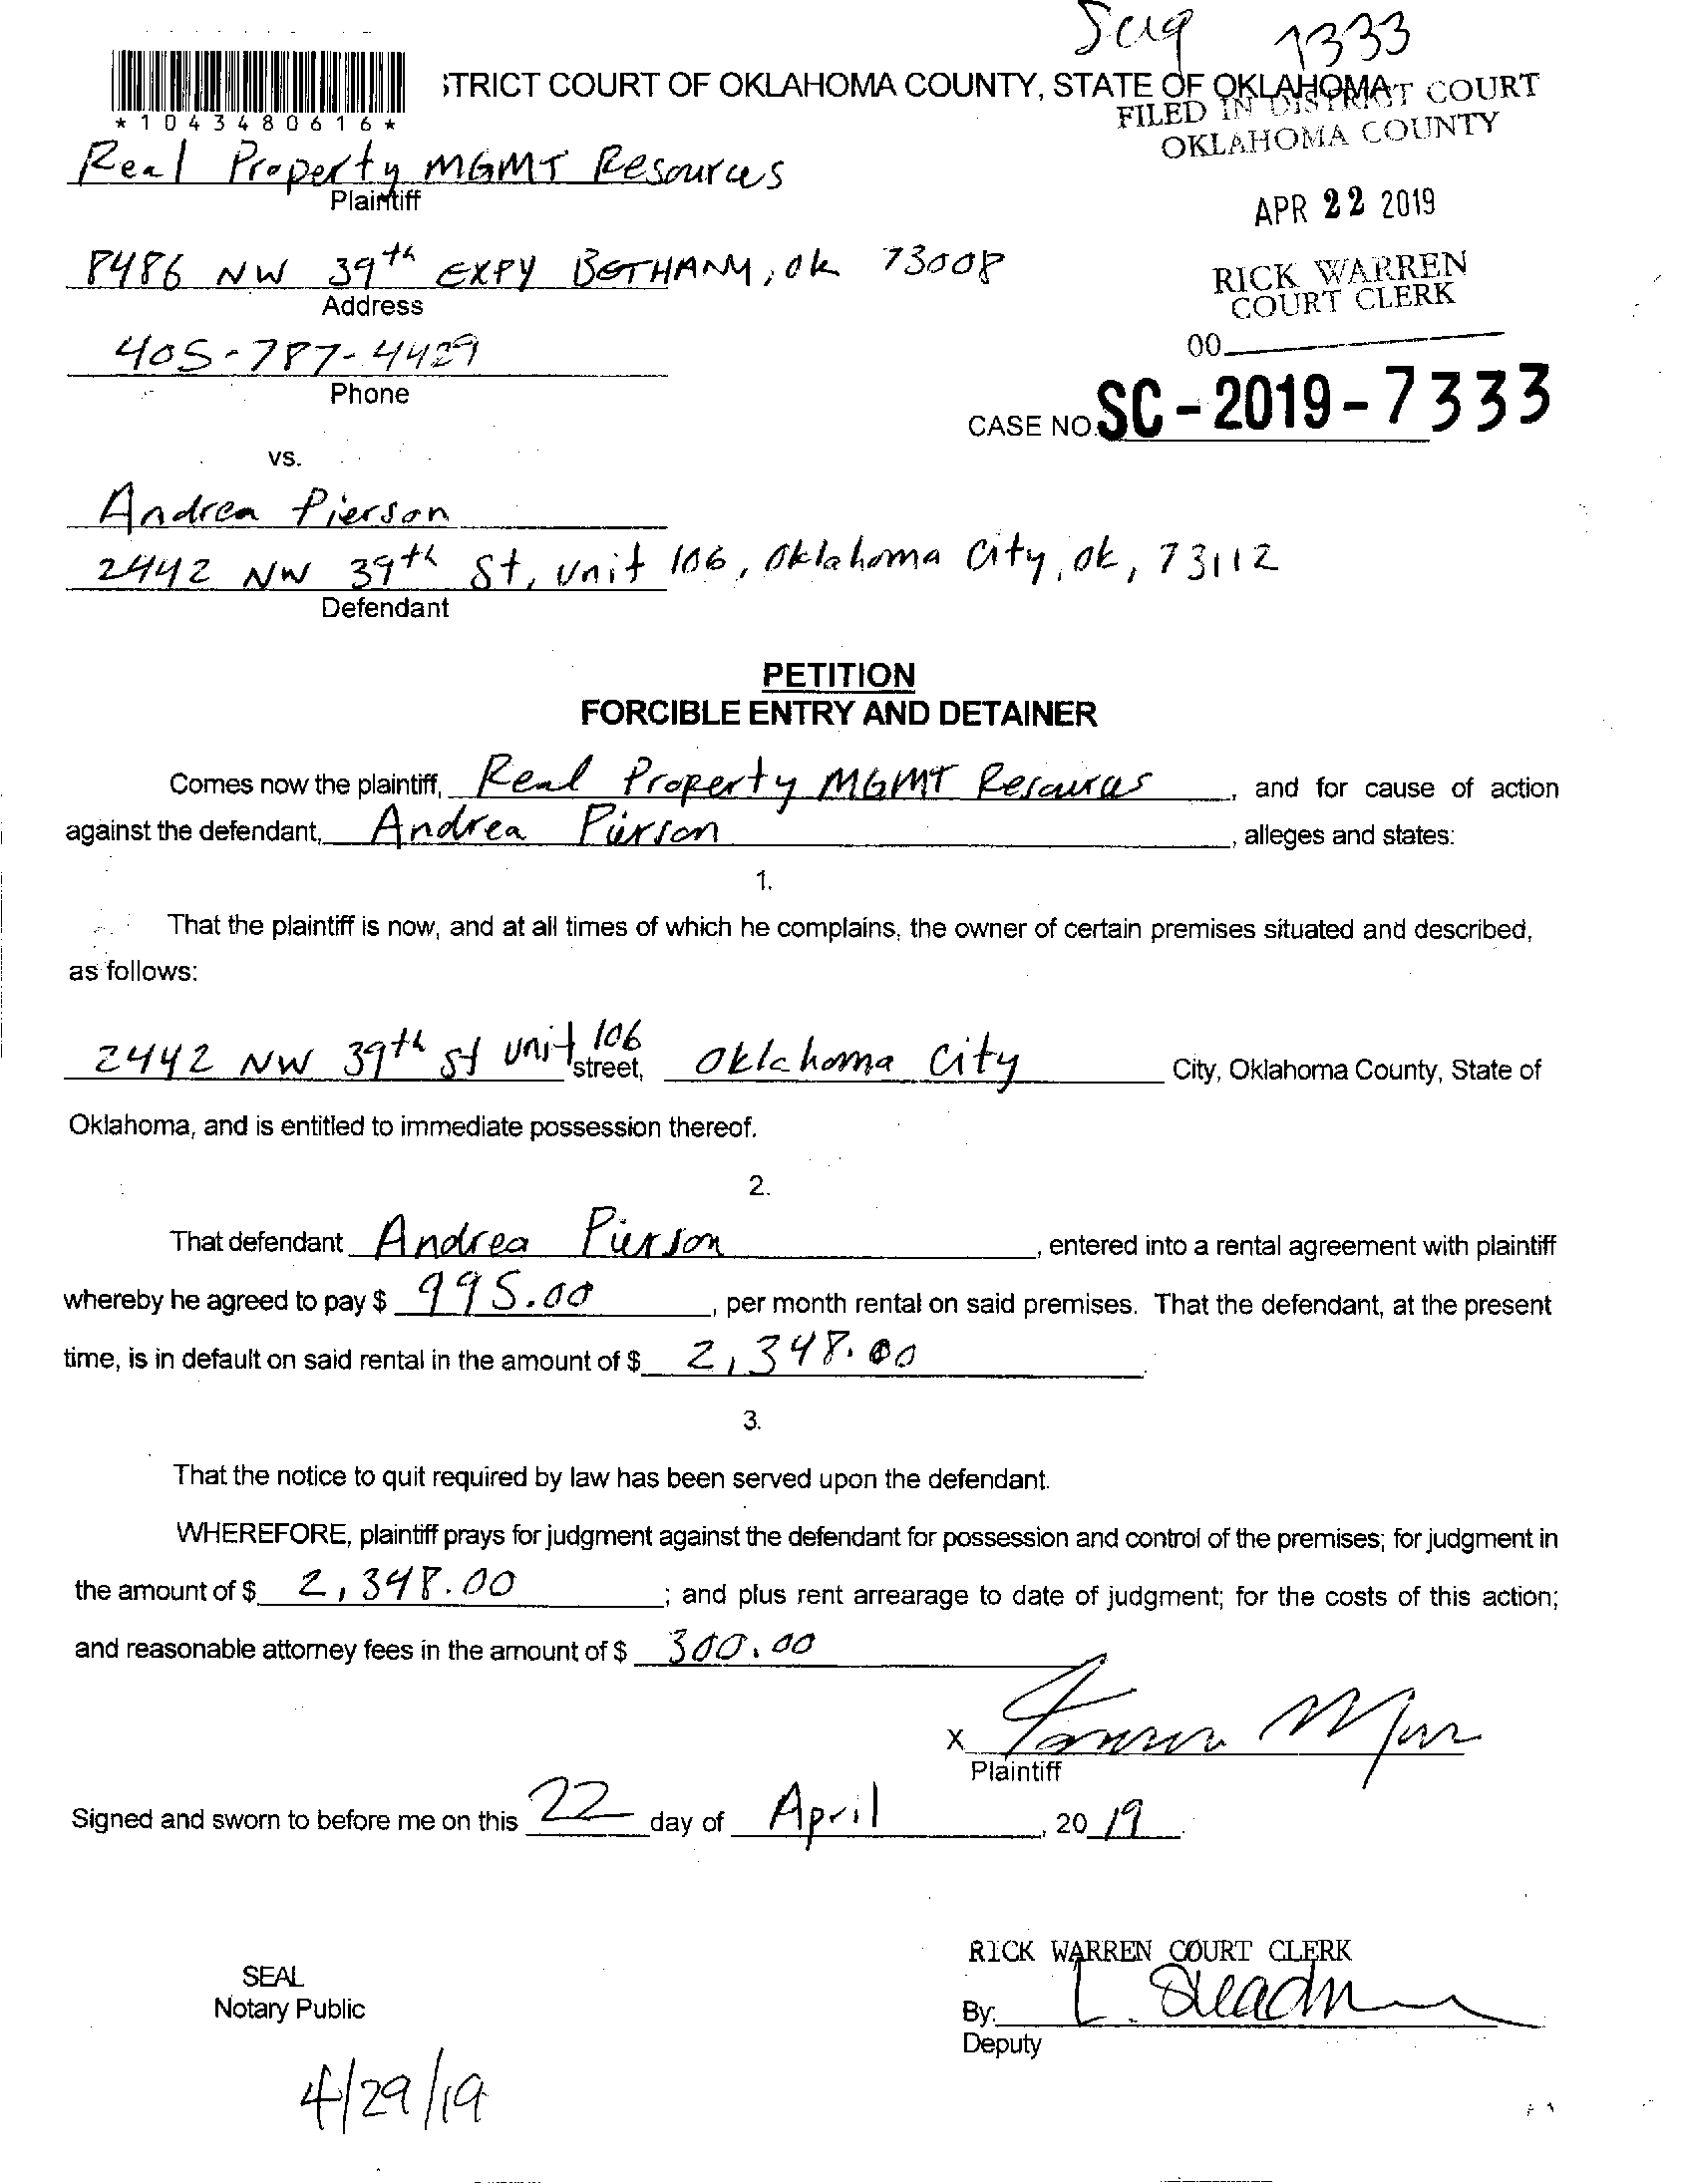 7333
TRICT COURT OF OKLAHOMA COUNTY, STATE OF OKLAHOMA
FILED IN DISTRICT COURT
OKLAHOMA COUNTY
*1043480616*
Real Property MGMT Resources
Plaintiff
APR 22 2019
8486 NW 39th EXPY BETHANY, OK 73008
Address
RICK WARREN
COURT CLERK
405-787-4429
Phone
00
CASE NO. SC-2019-7333
vs.
Andrea Pierson
2442 NW 39th St, unit 106, Oklahoma City, ok, 73112
Defendant
PETITION
FORCIBLE ENTRY AND DETAINER
Comes now the plaintiff, Real Property MGMT Resources, and for cause of action
against the defendant, Andrea Pierson, alleges and states:
1.
That the plaintiff is now, and at all times of which he complains, the owner of certain premises situated and described,
as follows:
2442 NW 39th St unit 106 street, Oklahoma City City, Oklahoma County, State of
Oklahoma, and is entitled to immediate possession thereof.
2.
That defendant Andrea Pierson, entered into a rental agreement with plaintiff
whereby he agreed to pay $ 995.00, per month rental on said premises. That the defendant, at the present
time, is in default on said rental in the amount of $ 2,348.00.
3.
That the notice to quit required by law has been served upon the defendant.
WHEREFORE, plaintiff prays for judgment against the defendant for possession and control of the premises; for judgment in
the amount of $ 2,348.00; and plus rent arrearage to date of judgment; for the costs of this action;
and reasonable attorney fees in the amount of $ 300.00
X
Plaintiff
Signed and sworn to before me on this 22 day of April, 2019.
RICK WARREN COURT CLERK
SEAL
Notary Public
By:
Deputy
4/29/19